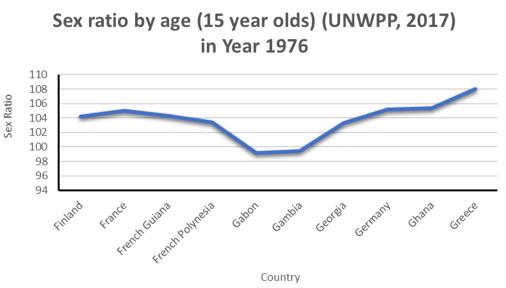 Sex ratio by age (15 year olds) (UNWPP, 2017)
in Year 1976
Sex Ratio
110
108
106
104
102
100
98
96
94
Finland
France
French Guiana
French Polynesia
Gabon
Gambia
Georgia
Germany
Ghana
Greece
Country